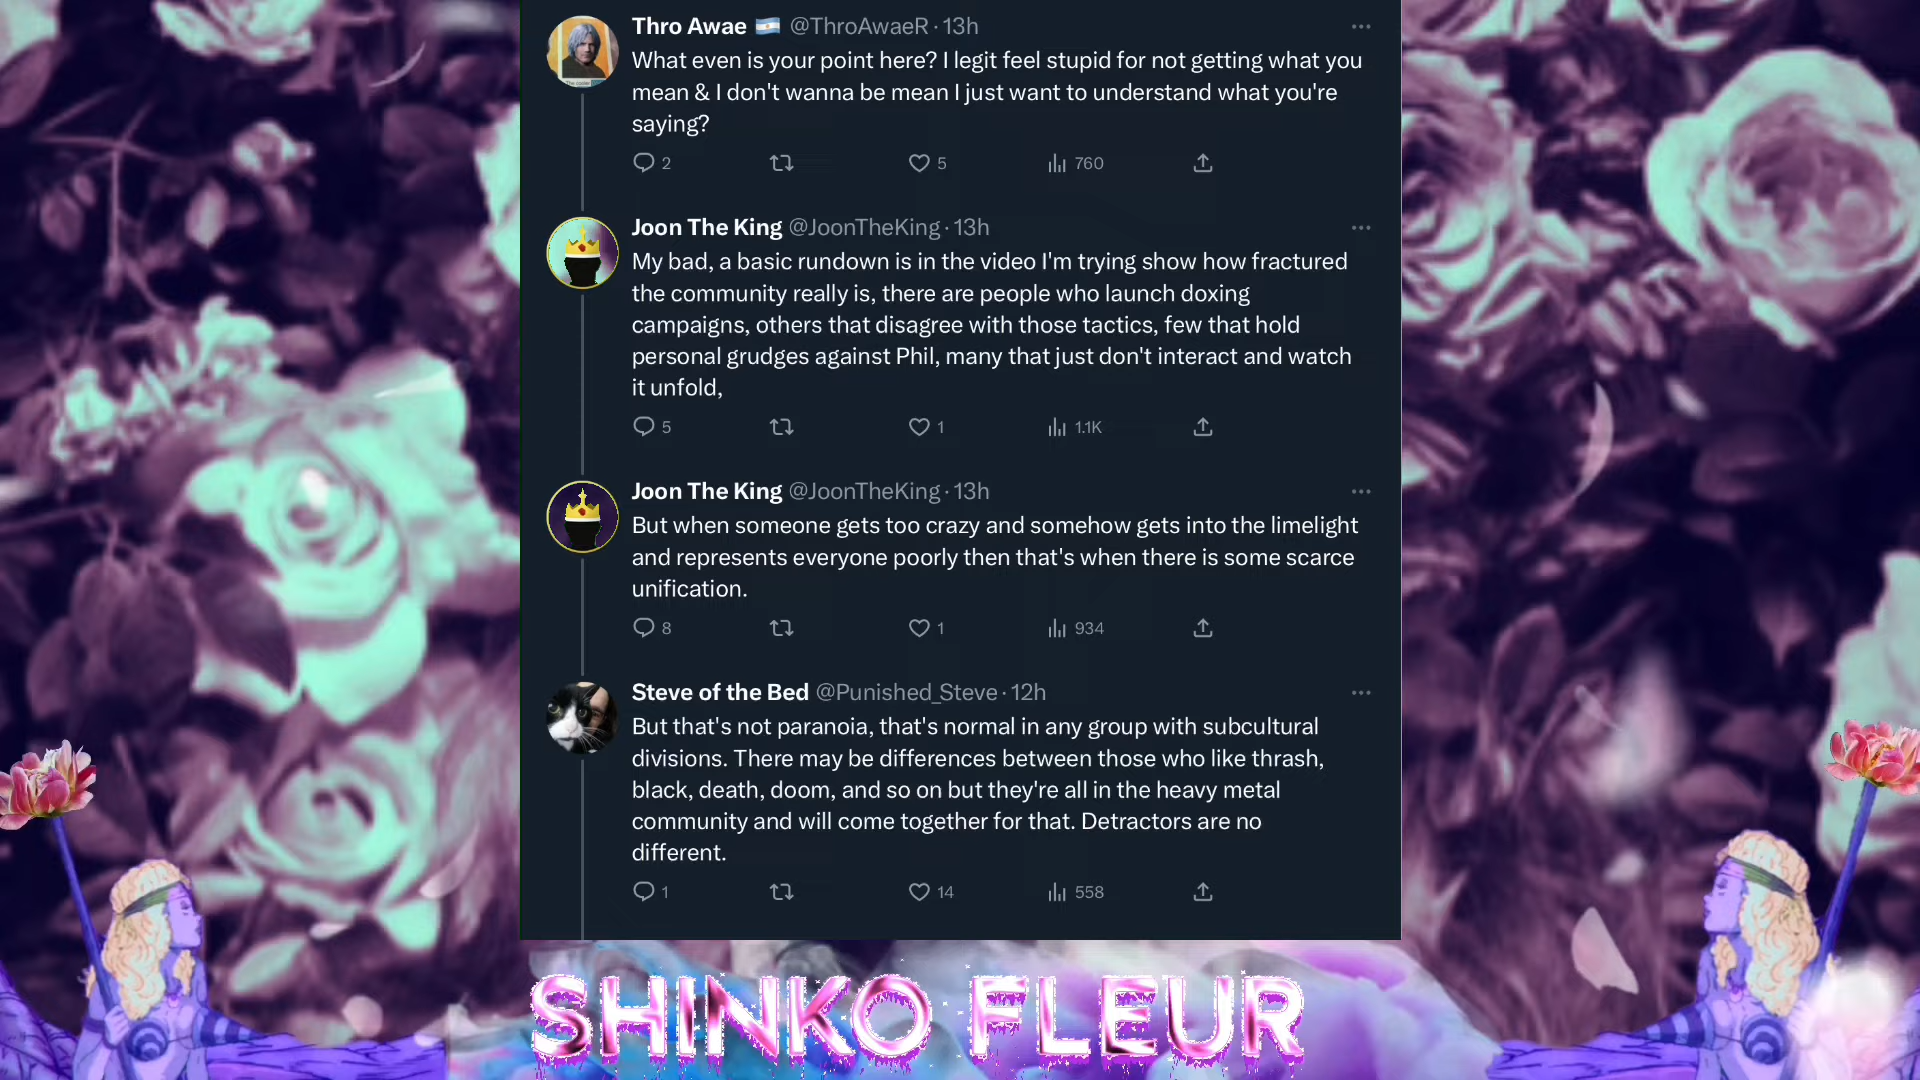 Thro Awae 🇦🇷 @ThroAwaeR · 13h
What even is your point here? I legit feel stupid for not getting what you
mean & I don't wanna be mean I just want to understand what you're
saying?
2 5 760
Joon The King @JoonTheKing · 13h
My bad, a basic rundown is in the video I'm trying show how fractured
the community really is, there are people who launch doxing
campaigns, others that disagree with those tactics, few that hold
personal grudges against Phil, many that just don't interact and watch
it unfold,
5 1 1.1K
Joon The King @JoonTheKing · 13h
But when someone gets too crazy and somehow gets into the limelight
and represents everyone poorly then that's when there is some scarce
unification.
8 1 934
Steve of the Bed @Punished_Steve · 12h
But that's not paranoia, that's normal in any group with subcultural
divisions. There may be differences between those who like thrash,
black, death, doom, and so on but they're all in the heavy metal
community and will come together for that. Detractors are no
different.
1 14 558
SHINKO FLEUR